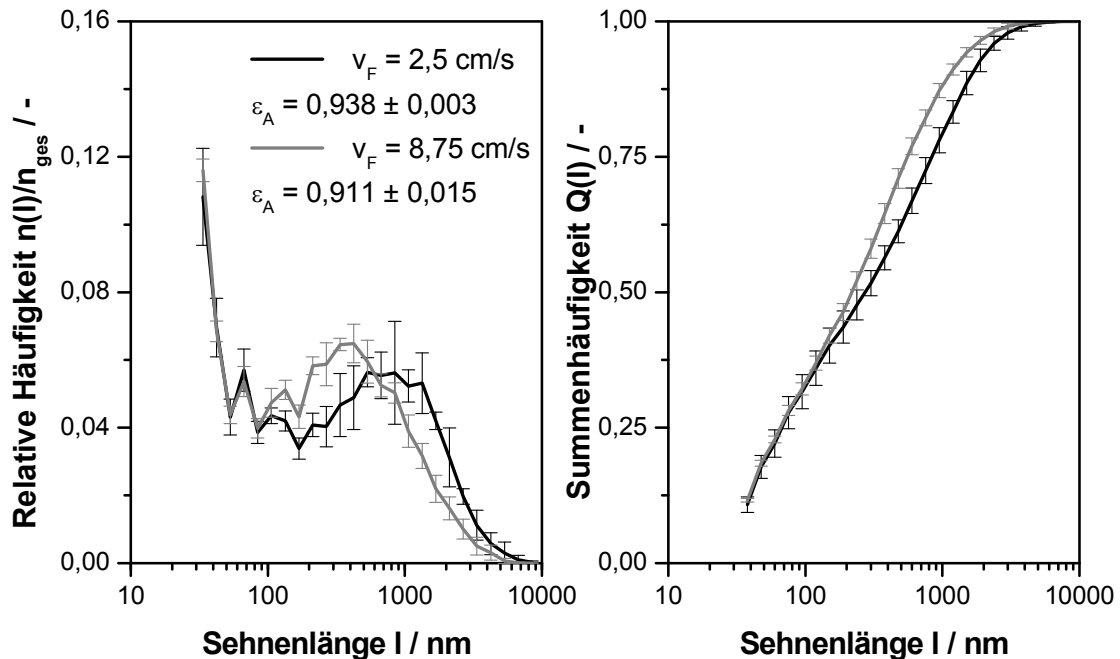 Relative Häufigkeit n(l)/n_ges / -
0,16
0,12
0,08
0,04
0,00
v_F = 2,5 cm/s
ε_A = 0,938 ± 0,003
v_F = 8,75 cm/s
ε_A = 0,911 ± 0,015
10
100
1000
10000
Sehnenlänge l / nm
Summenhäufigkeit Q(l) / -
1,00
0,75
0,50
0,25
0,00
10
100
1000
10000
Sehnenlänge l / nm